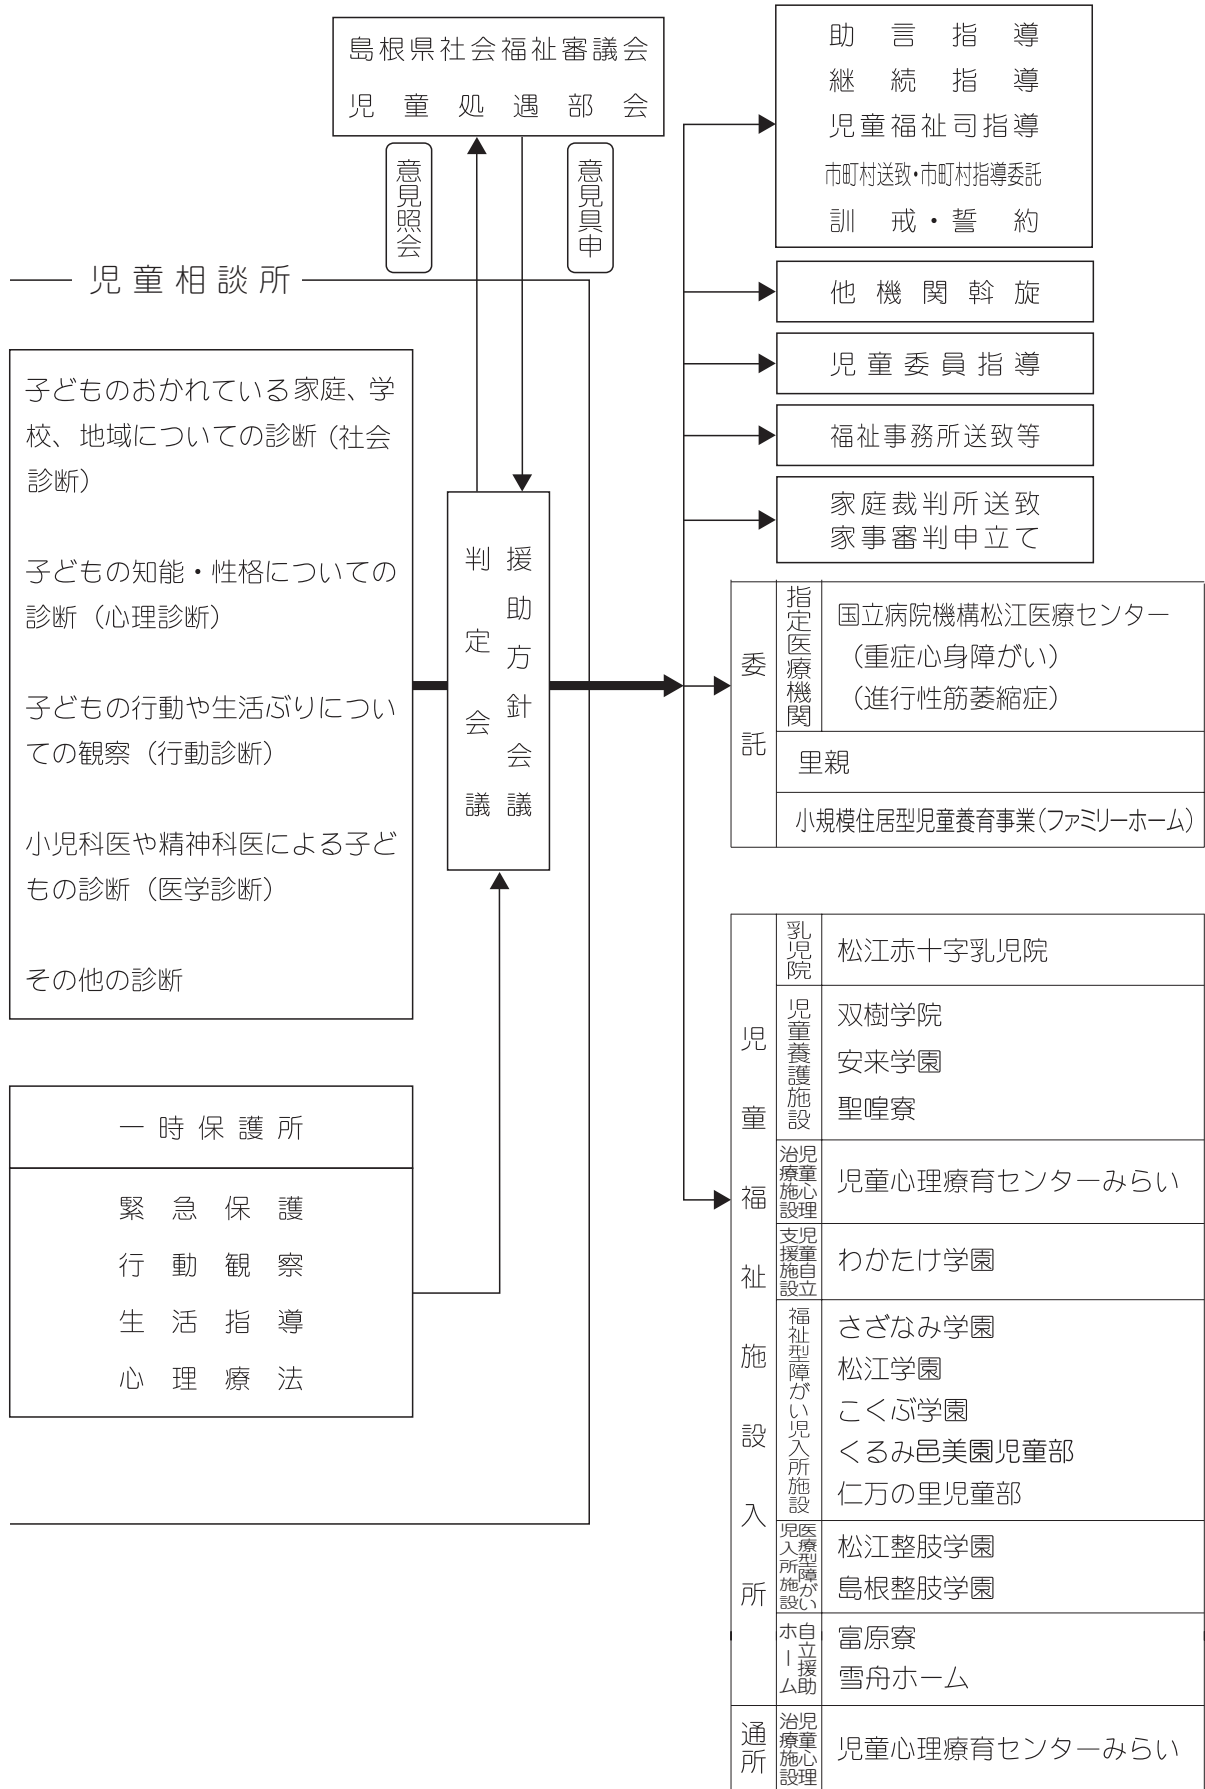 島根県社会福祉審議会
児童処遇部会
意見照会
意見具申
児童相談所
子どものおかれている家庭、学
校、地域についての診断（社会
診断）
子どもの知能・性格についての
診断（心理診断）
子どもの行動や生活ぶりについ
ての観察（行動診断）
小児科医や精神科医による子ど
もの診断（医学診断）
その他の診断
一時保護所
緊急保護
行動観察
生活指導
心理療法
援助方針会議
判定会議
助言指導
継続指導
児童福祉司指導
市町村送致・市町村指導委託
訓戒・誓約
他機関斡旋
児童委員指導
福祉事務所送致等
家庭裁判所送致
家事審判申立て
委託
指定医療機関
国立病院機構松江医療センター
（重症心身障がい）
（進行性筋萎縮症）
里親
小規模住居型児童養育事業（ファミリーホーム）
児童福祉施設入所
乳児院
松江赤十字乳児院
児童養護施設
双樹学院
安来学園
聖喤寮
児童心理
治療施設
児童心理療育センターみらい
児童自立
支援施設
わかたけ学園
福祉型障がい児入所施設
さざなみ学園
松江学園
こくぶ学園
くるみ邑美園児童部
仁万の里児童部
医療型障がい
児入所施設
松江整肢学園
島根整肢学園
自立援助
ホーム
富原寮
雪舟ホーム
通所
児童心理
治療施設
児童心理療育センターみらい